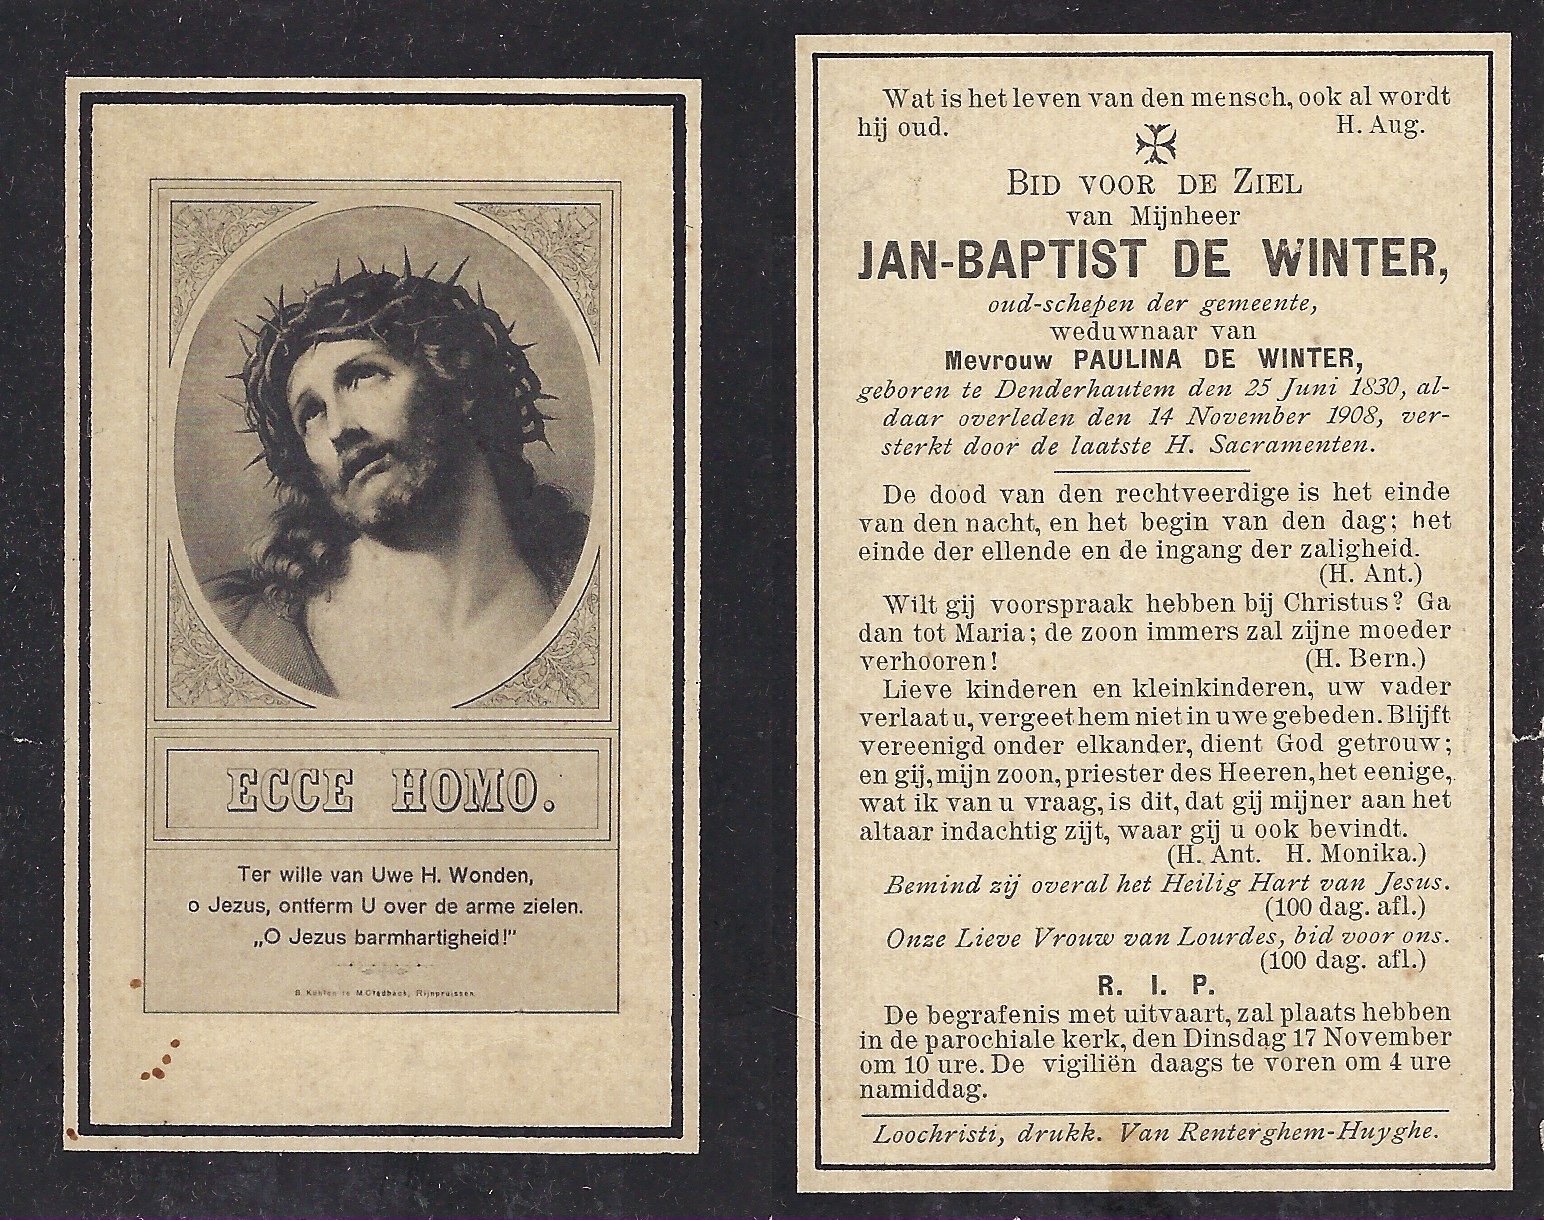 ECCE HOMO.
Ter wille van Uwe H. Wonden,
o Jezus, ontferm U over de arme zielen.
„O Jezus barmhartigheid!"
B. Kühlen te M.Gladbach, Rijnpruissen.
Wat is het leven van den mensch, ook al wordt
hij oud. H. Aug.
BID VOOR DE ZIEL
van Mijnheer
JAN-BAPTIST DE WINTER,
oud-schepen der gemeente,
weduwnaar van
Mevrouw PAULINA DE WINTER,
geboren te Denderhautem den 25 Juni 1830, al-
daar overleden den 14 November 1908, ver-
sterkt door de laatste H. Sacramenten.
De dood van den rechtveerdige is het einde
van den nacht, en het begin van den dag; het
einde der ellende en de ingang der zaligheid.
(H. Ant.)
Wilt gij voorspraak hebben bij Christus? Ga
dan tot Maria; de zoon immers zal zijne moeder
verhooren! (H. Bern.)
Lieve kinderen en kleinkinderen, uw vader
verlaat u, vergeet hem niet in uwe gebeden. Blijft
vereenigd onder elkander, dient God getrouw;
en gij, mijn zoon, priester des Heeren, het eenige,
wat ik van u vraag, is dit, dat gij mijner aan het
altaar indachtig zijt, waar gij u ook bevindt.
(H. Ant. H. Monika.)
Bemind zij overal het Heilig Hart van Jesus.
(100 dag. afl.)
Onze Lieve Vrouw van Lourdes, bid voor ons.
(100 dag. afl.)
R. I. P.
De begrafenis met uitvaart, zal plaats hebben
in de parochiale kerk, den Dinsdag 17 November
om 10 ure. De vigiliën daags te voren om 4 ure
namiddag.
Loochristi, drukk. Van Renterghem-Huyghe.